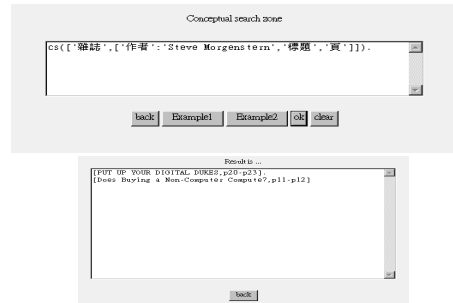 Conceptual search zone
cs(['雜誌',['作者':'Steve Morgenstern','標題','頁']]).
back Example1 Example2 ok clear
Result is ...
[PUT UP YOUR DIGITAL DUKES,p20-p23].
[Does Buying a Non-Computer Compute?,p11-p12]
back